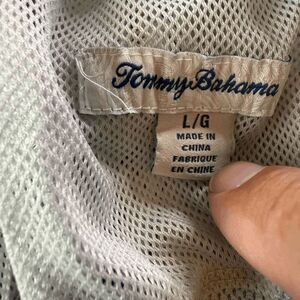 Tommy Bahama
L/G
MADE IN
CHINA
FABRIQUE
EN CHINE